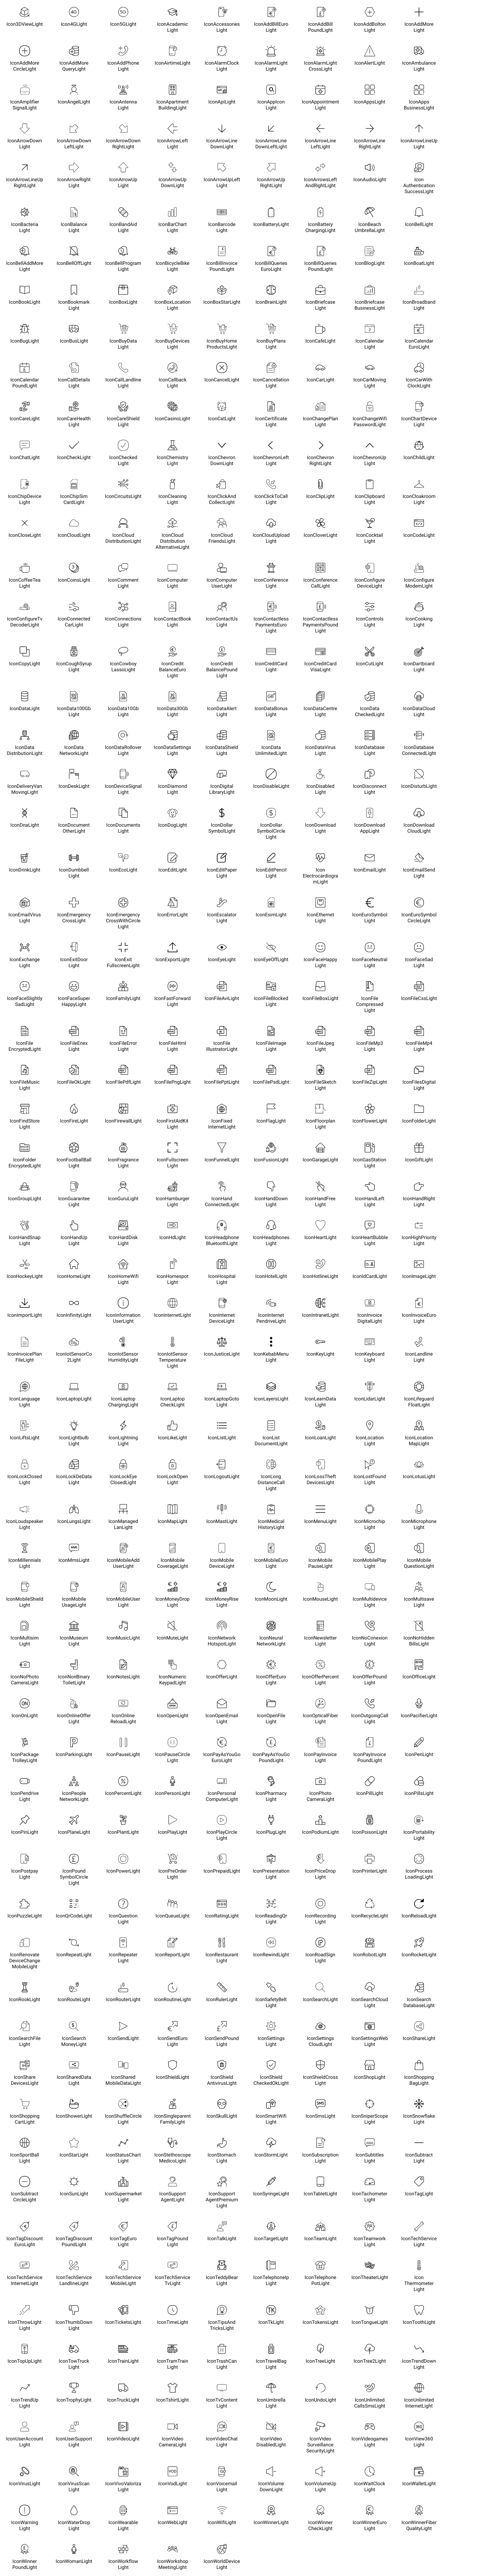 Icon3DViewLight Icon4GLight Icon5GLight IconAcademic Light IconAccessories Light IconAddBillEuro Light IconAddBill PoundLight IconAddBolton Light IconAddMore Light
IconAddMore CircleLight IconAddMore QueryLight IconAddPhone Light IconAirtimeLight IconAlarmClock Light IconAlarmLight Light IconAlarmLight CrossLight IconAlertLight IconAmbulance Light
IconAmplifier SignalLight IconAngelLight IconAntenna Light IconApartment BuildingLight IconApiLight IconAppIcon Light IconAppointment Light IconAppsLight IconApps BusinessLight
IconArrowDown Light IconArrowDown LeftLight IconArrowDown RightLight IconArrowLeft Light IconArrowLine DownLight IconArrowLine DownLeftLight IconArrowLine LeftLight IconArrowLine RightLight IconArrowLineUp Light
IconArrowLineUp RightLight IconArrowRight Light IconArrowUp Light IconArrowUp DownLight IconArrowUpLeft Light IconArrowUp RightLight IconArrowsLeft AndRightLight IconAudioLight Icon Authentication SuccessLight
IconBacteria Light IconBalance Light IconBandAid Light IconBarChart Light IconBarcode Light IconBatteryLight IconBattery ChargingLight IconBeach UmbrellaLight IconBellLight
IconBellAddMore Light IconBellOffLight IconBellProgram Light IconBicycleBike Light IconBillInvoice PoundLight IconBillQueries EuroLight IconBillQueries PoundLight IconBlogLight IconBoatLight
IconBookLight IconBookmark Light IconBoxLight IconBoxLocation Light IconBoxStarLight IconBrainLight IconBriefcase Light IconBriefcase BusinessLight IconBroadband Light
IconBugLight IconBusLight IconBuyData Light IconBuyDevices Light IconBuyHome ProductsLight IconBuyPlans Light IconCafeLight IconCalendar Light IconCalendar EuroLight
IconCalendar PoundLight IconCallDetails Light IconCallLandline Light IconCallback Light IconCancelLight IconCancellation Light IconCarLight IconCarMoving Light IconCarWith ClockLight
IconCareLight IconCareHealth Light IconCareShield Light IconCasinoLight IconCatLight IconCertificate Light IconChangePlan Light IconChangeWifi PasswordLight IconChartDevice Light
IconChatLight IconCheckLight IconChecked Light IconChemistry Light IconChevron DownLight IconChevronLeft Light IconChevron RightLight IconChevronUp Light IconChildLight
IconChipDevice Light IconChipSim CardLight IconCircuitsLight IconCleaning Light IconClickAnd CollectLight IconClickToCall Light IconClipLight IconClipboard Light IconCloakroom Light
IconCloseLight IconCloudLight IconCloud DistributionLight IconCloud Distribution AlternativeLight IconCloud FriendsLight IconCloudUpload Light IconCloverLight IconCocktail Light IconCodeLight
IconCoffeeTea Light IconCoinsLight IconComment Light IconComputer Light IconComputer UserLight IconConference Light IconConference CallLight IconConfigure DeviceLight IconConfigure ModemLight
IconConfigureTv DecoderLight IconConnected CarLight IconConnections Light IconContactBook Light IconContactUs Light IconContactless PaymentsEuro Light IconContactless PaymentsPound Light IconControls Light IconCooking Light
IconCopyLight IconCoughSyrup Light IconCowboy LassoLight IconCredit BalanceEuro Light IconCredit BalancePound Light IconCreditCard Light IconCreditCard VisaLight IconCutLight IconDartboard Light
IconDataLight IconData100Gb Light IconData10Gb Light IconData30Gb Light IconDataAlert Light IconDataBonus Light IconDataCentre Light IconData CheckedLight IconDataCloud Light
IconData DistributionLight IconData NetworkLight IconDataRollover Light IconDataSettings Light IconDataShield Light IconData UnlimitedLight IconDataVirus Light IconDatabase Light IconDatabase ConnectedLight
IconDeliveryVan MovingLight IconDeskLight IconDeviceSignal Light IconDiamond Light IconDigital LibraryLight IconDisableLight IconDisabled Light IconDisconnect Light IconDisturbLight
IconDnaLight IconDocument OtherLight IconDocuments Light IconDogLight IconDollar SymbolLight IconDollar SymbolCircle Light IconDownload Light IconDownload AppLight IconDownload CloudLight
IconDrinkLight IconDumbbell Light IconEcoLight IconEditLight IconEditPaper Light IconEditPencil Light Icon Electrocardiogra mLight IconEmailLight IconEmailSend Light
IconEmailVirus Light IconEmergency CrossLight IconEmergency CrossWithCircle Light IconErrorLight IconEscalator Light IconEsimLight IconEthernet Light IconEuroSymbol Light IconEuroSymbol CircleLight
IconExchange Light IconExitDoor Light IconExit FullscreenLight IconExportLight IconEyeLight IconEyeOffLight IconFaceHappy Light IconFaceNeutral Light IconFaceSad Light
IconFaceSlightly SadLight IconFaceSuper HappyLight IconFamilyLight IconFastForward Light IconFileAviLight IconFileBlocked Light IconFileBoxLight IconFile Compressed Light IconFileCssLight
IconFile EncryptedLight IconFileEnex Light IconFileError Light IconFileHtml Light IconFile IllustratorLight IconFileImage Light IconFileJpeg Light IconFileMp3 Light IconFileMp4 Light
IconFileMusic Light IconFileOkLight IconFilePdfLight IconFilePngLight IconFilePptLight IconFilePsdLight IconFileSketch Light IconFileZipLight IconFilesDigital Light
IconFindStore Light IconFireLight IconFirewallLight IconFirstAidKit Light IconFixed InternetLight IconFlagLight IconFloorplan Light IconFlowerLight IconFolderLight
IconFolder EncryptedLight IconFootballBall Light IconFragrance Light IconFullscreen Light IconFunnelLight IconFusionLight IconGarageLight IconGasStation Light IconGiftLight
IconGroupLight IconGuarantee Light IconGuruLight IconHamburger Light IconHand ConnectedLight IconHandDown Light IconHandFree Light IconHandLeft Light IconHandRight Light
IconHandSnap Light IconHandUp Light IconHardDisk Light IconHdLight IconHeadphone BluetoothLight IconHeadphones Light IconHeartLight IconHeartBubble Light IconHighPriority Light
IconHockeyLight IconHomeLight IconHomeWifi Light IconHomespot Light IconHospital Light IconHotelLight IconHotlineLight IconIdCardLight IconImageLight
IconImportLight IconInfinityLight IconInformation UserLight IconInternetLight IconInternet DeviceLight IconInternet PendriveLight IconIntranetLight IconInvoice DigitalLight IconInvoiceEuro Light
IconInvoicePlan FileLight IconIotSensorCo 2Light IconIotSensor HumidityLight IconIotSensor Temperature Light IconJusticeLight IconKebabMenu Light IconKeyLight IconKeyboard Light IconLandline Light
IconLanguage Light IconLaptopLight IconLaptop ChargingLight IconLaptop CheckLight IconLaptopGoto Light IconLayersLight IconLearnData Light IconLidarLight IconLifeguard FloatLight
IconLiftsLight IconLightbulb Light IconLightning Light IconLikeLight IconListLight IconList DocumentLight IconLoanLight IconLocation Light IconLocation MapLight
IconLockClosed Light IconLockDeData Light IconLockEye ClosedLight IconLockOpen Light IconLogoutLight IconLong DistanceCall Light IconLossTheft DevicesLight IconLostFound Light IconLotusLight
IconLoudspeaker Light IconLungsLight IconManaged LanLight IconMapLight IconMastLight IconMedical HistoryLight IconMenuLight IconMicrochip Light IconMicrophone Light
IconMillennials Light IconMmsLight IconMobileAdd UserLight IconMobile CoverageLight IconMobile DeviceLight IconMobileEuro Light IconMobile PauseLight IconMobilePlay Light IconMobile QuestionLight
IconMobileShield Light IconMobile UsageLight IconMobileUser Light IconMoneyDrop Light IconMoneyRise Light IconMoonLight IconMouseLight IconMultidevice Light IconMultisave Light
IconMultisim Light IconMuseum Light IconMusicLight IconMuteLight IconNetwork HotspotLight IconNeural NetworkLight IconNewsletter Light IconNoConexion Light IconNoHidden BillsLight
IconNoPhoto CameraLight IconNonBinary ToiletLight IconNotesLight IconNumeric KeypadLight IconOfferLight IconOfferEuro Light IconOfferPercent Light IconOfferPound Light IconOfficeLight
IconOnLight IconOnlineOffer Light IconOnline ReloadLight IconOpenLight IconOpenEmail Light IconOpenFile Light IconOpticalFiber Light IconOutgoingCall Light IconPacifierLight
IconPackage TrolleyLight IconParkingLight IconPauseLight IconPauseCircle Light IconPayAsYouGo EuroLight IconPayAsYouGo PoundLight IconPayInvoice Light IconPayInvoice PoundLight IconPenLight
IconPendrive Light IconPeople NetworkLight IconPercentLight IconPersonLight IconPersonal ComputerLight IconPharmacy Light IconPhoto CameraLight IconPillLight IconPillsLight
IconPinLight IconPlaneLight IconPlantLight IconPlayLight IconPlayCircle Light IconPlugLight IconPodiumLight IconPoisonLight IconPortability Light
IconPostpay Light IconPound SymbolCircle Light IconPowerLight IconPreOrder Light IconPrepaidLight IconPresentation Light IconPriceDrop Light IconPrinterLight IconProcess LoadingLight
IconPuzzleLight IconQrCodeLight IconQuestion Light IconQueueLight IconRatingLight IconReadingQr Light IconRecording Light IconRecycleLight IconReloadLight
IconRenovate DeviceChange MobileLight IconRepeatLight IconRepeater Light IconReportLight IconRestaurant Light IconRewindLight IconRoadSign Light IconRobotLight IconRocketLight
IconRookLight IconRouteLight IconRouterLight IconRoutineLight IconRulerLight IconSafetyBelt Light IconSearchLight IconSearchCloud Light IconSearch DatabaseLight
IconSearchFile Light IconSearch MoneyLight IconSendLight IconSendEuro Light IconSendPound Light IconSettings Light IconSettings CloudLight IconSettingsWeb Light IconShareLight
IconShare DevicesLight IconSharedData Light IconShared MobileDataLight IconShieldLight IconShield AntivirusLight IconShield CheckedOkLight IconShieldCross Light IconShopLight IconShopping BagLight
IconShopping CartLight IconShowerLight IconShuffleCircle Light IconSingleparent FamilyLight IconSkullLight IconSmartWifi Light IconSmsLight IconSniperScope Light IconSnowflake Light
IconSportBall Light IconStarLight IconStatusChart Light IconStethoscope MedicoLight IconStomach Light IconStormLight IconSubscription Light IconSubtitles Light IconSubtract Light
IconSubtract CircleLight IconSunLight IconSupermarket Light IconSupport AgentLight IconSupport AgentPremium Light IconSyringeLight IconTabletLight IconTachometer Light IconTagLight
IconTagDiscount EuroLight IconTagDiscount PoundLight IconTagEuro Light IconTagPound Light IconTalkLight IconTargetLight IconTeamLight IconTeamwork Light IconTechService Light
IconTechService InternetLight IconTechService LandlineLight IconTechService MobileLight IconTechService TvLight IconTeddyBear Light IconTelephoneIp Light IconTelephone PotLight IconTheaterLight Icon Thermometer Light
IconThrowLight Light IconThumbDown Light IconTicketsLight IconTimeLight IconTipsAnd TricksLight IconTkLight IconTokensLight IconTongueLight IconToothLight
IconTopUpLight IconTowTruck Light IconTrainLight IconTramTrain Light IconTrashCan Light IconTravelBag Light IconTreeLight IconTree2Light IconTrendDown Light
IconTrendUp Light IconTrophyLight IconTruckLight IconTshirtLight IconTvContent Light IconUmbrella Light IconUndoLight IconUnlimited CallsSmsLight IconUnlimited InternetLight
IconUserAccount Light IconUserSupport Light IconVideoLight IconVideo CameraLight IconVideoChat Light IconVideo DisabledLight IconVideo Surveillance SecurityLight IconVideogames Light IconView360 Light
IconVirusLight IconVirusScan Light IconVivoValoriza Light IconVodLight IconVoicemail Light IconVolume DownLight IconVolumeUp Light IconWaitClock Light IconWalletLight
IconWarning Light IconWaterDrop Light IconWearable Light IconWebLight IconWifiLight IconWinnerLight IconWinner CheckLight IconWinnerEuro Light IconWinnerFiber QualityLight
IconWinner PoundLight IconWomanLight IconWorkflow Light IconWorkshop MeetingLight IconWorldDevice Light